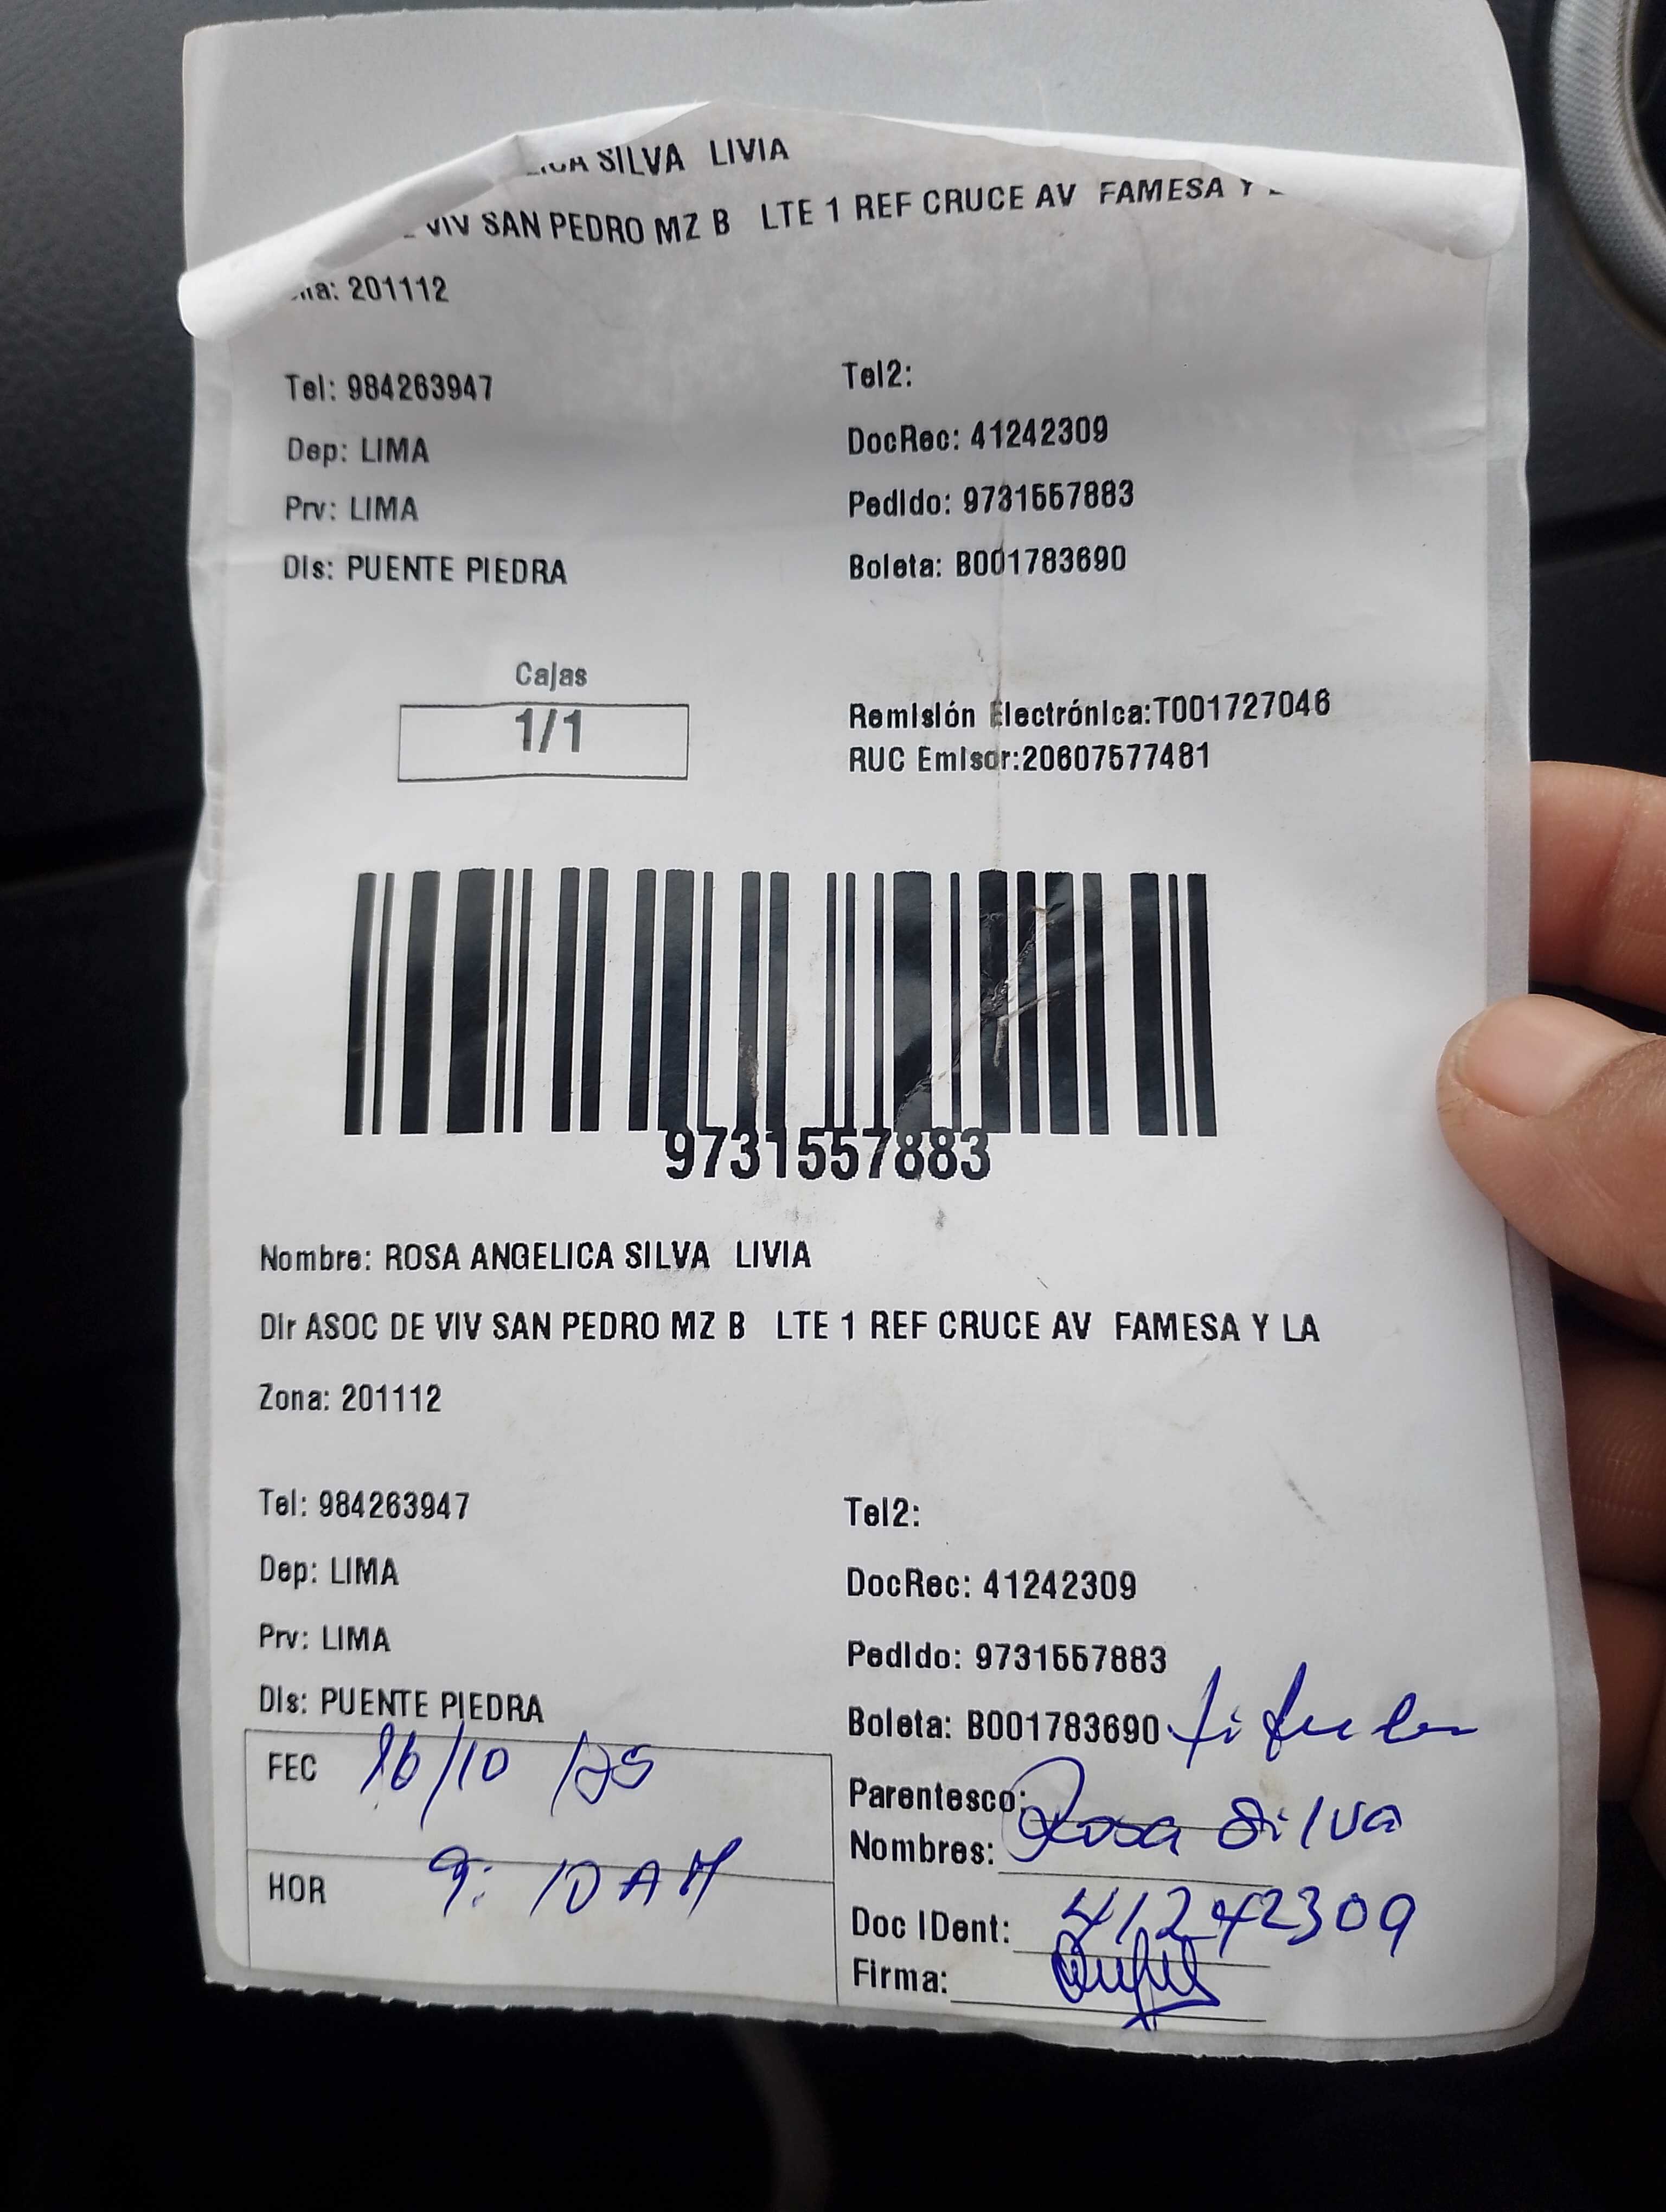 SILVA LIVIA
VIV SAN PEDRO MZ B LTE 1 REF CRUCE AV FAMESA Y
201112
Tel: 984263947
Tel2:
Dep: LIMA
DocRec: 41242309
Prv: LIMA
Pedido: 9731557883
Dis: PUENTE PIEDRA
Boleta: B001783690
Cajas
1/1
Remisión Electrónica:T001727046
RUC Emisor:20607577481
9731557883
Nombre: ROSA ANGELICA SILVA LIVIA
Dir ASOC DE VIV SAN PEDRO MZ B LTE 1 REF CRUCE AV FAMESA Y LA
Zona: 201112
Tel: 984263947
Tel2:
Dep: LIMA
DocRec: 41242309
Prv: LIMA
Pedido: 9731557883
Dis: PUENTE PIEDRA
Boleta: B001783690 titular
FEC 16/10/25
Parentesco:
Nombres: Rosa Silva
HOR 9:10 AM
Doc IDent: 41242309
Firma: